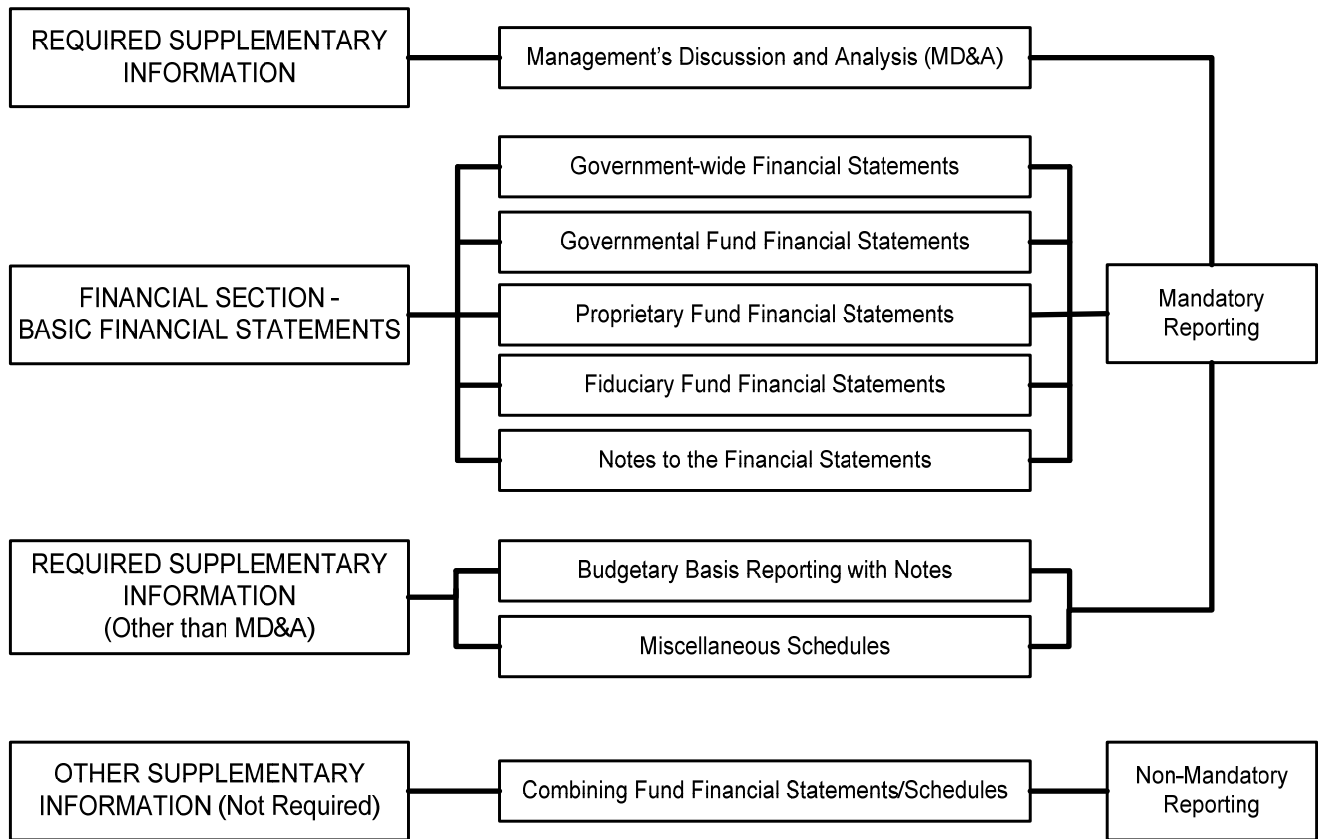 REQUIRED SUPPLEMENTARY
INFORMATION
Management’s Discussion and Analysis (MD&A)
Government-wide Financial Statements
Governmental Fund Financial Statements
FINANCIAL SECTION -
BASIC FINANCIAL STATEMENTS
Proprietary Fund Financial Statements
Mandatory
Reporting
Fiduciary Fund Financial Statements
Notes to the Financial Statements
REQUIRED SUPPLEMENTARY
INFORMATION
(Other than MD&A)
Budgetary Basis Reporting with Notes
Miscellaneous Schedules
OTHER SUPPLEMENTARY
INFORMATION (Not Required)
Combining Fund Financial Statements/Schedules
Non-Mandatory
Reporting